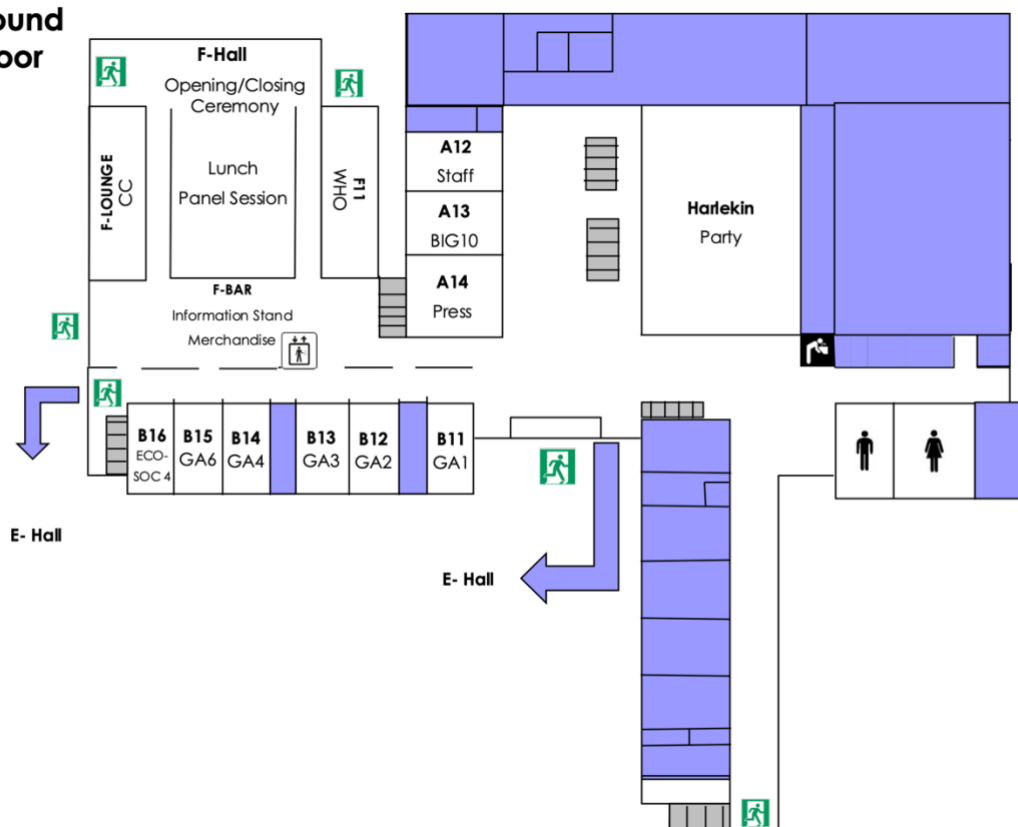 ound
oor
F-Hall
Opening/Closing
Ceremony
Lunch
Panel Session
F-LOUNGE
CC
F11
WHO
F-BAR
Information Stand
Merchandise
A12
Staff
A13
BIG10
A14
Press
Harlekin
Party
B16
ECO-
SOC 4
B15
GA6
B14
GA4
B13
GA3
B12
GA2
B11
GA1
E- Hall
E- Hall